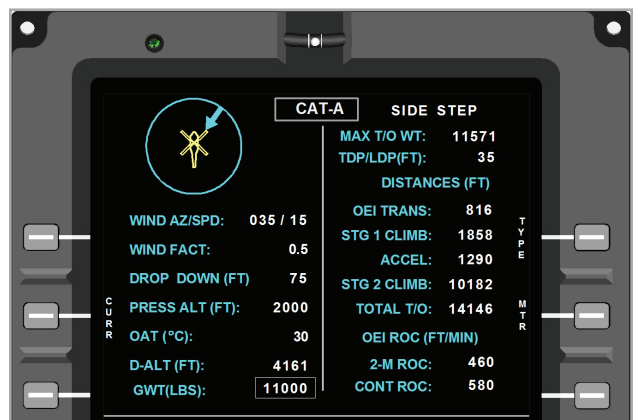 CAT-A
SIDE STEP
WIND AZ/SPD: 035 / 15
WIND FACT: 0.5
DROP DOWN (FT) 75
PRESS ALT (FT): 2000
OAT (°C): 30
D-ALT (FT): 4161
GWT(LBS): 11000
CURR
MAX T/O WT: 11571
TDP/LDP(FT): 35
DISTANCES (FT)
OEI TRANS: 816
STG 1 CLIMB: 1858
ACCEL: 1290
STG 2 CLIMB: 10182
TOTAL T/O: 14146
OEI ROC (FT/MIN)
2-M ROC: 460
CONT ROC: 580
TYPE
MTR